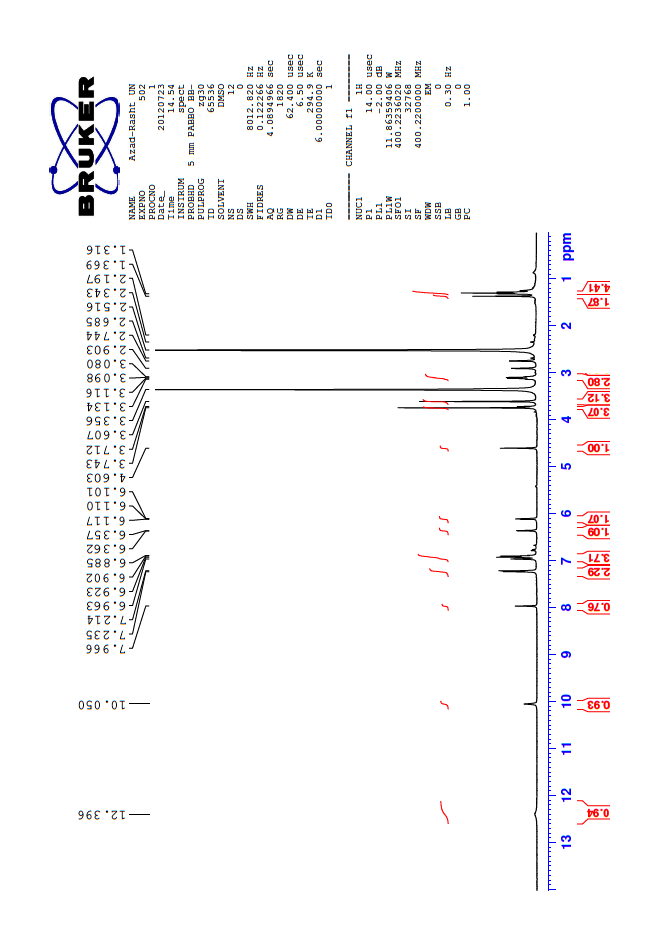 BRUKER
NAME Azad-Rasht UN
EXPNO 502
PROCNO 1
Date_ 20120723
Time 14.54
INSTRUM spect
PROBHD 5 mm PABBO BB-
PULPROG zg30
TD 65536
SOLVENT DMSO
NS 12
DS 0
SWH 8012.820 Hz
FIDRES 0.122266 Hz
AQ 4.0894966 sec
RG 1820
DW 62.400 usec
DE 6.50 usec
TE 294.9 K
D1 6.00000000 sec
TD0 1
======== CHANNEL f1 ========
NUC1 1H
P1 14.00 usec
PL1 -2.00 dB
PL1W 11.86359406 W
SFO1 400.2236020 MHz
SI 32768
SF 400.2200000 MHz
WDW EM
SSB 0
LB 0.30 Hz
GB 0
PC 1.00
1.316
1.369
2.197
2.343
2.516
2.685
2.744
2.903
3.080
3.098
3.116
3.134
3.356
3.607
3.712
3.743
4.603
6.101
6.110
6.117
6.357
6.362
6.885
6.902
6.923
6.963
7.214
7.235
7.966
10.050
12.396
1 2 3 4 5 6 7 8 9 10 11 12 13 ppm
4.41
1.87
2.80
3.12
3.07
1.00
1.07
1.09
3.71
2.29
0.76
0.93
0.94